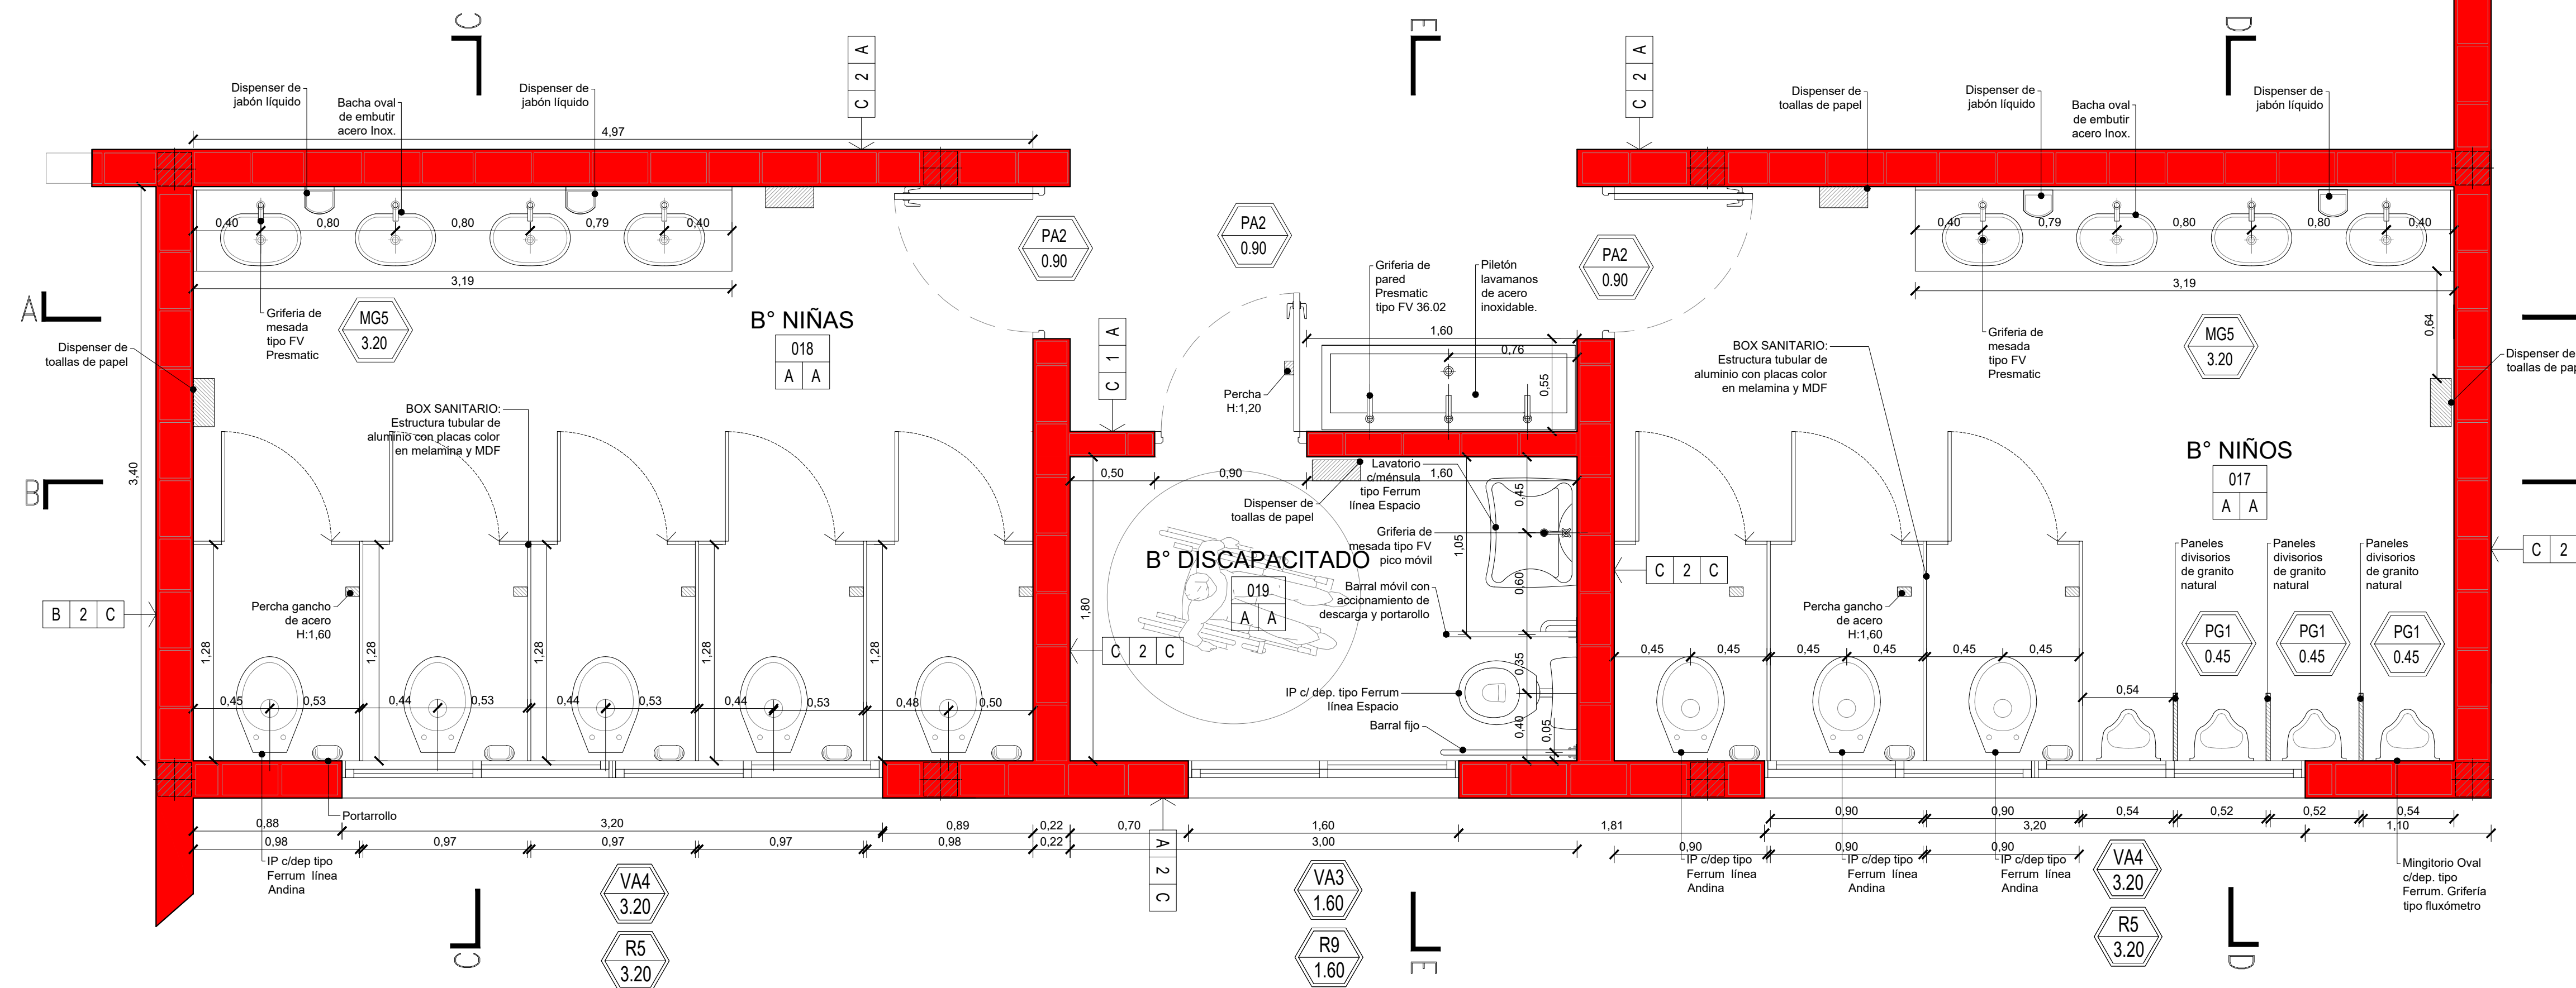 C
E
D
C 2 A
C 2 A
Dispenser de
jabón líquido
Bacha oval
de embutir
acero Inox.
Dispenser de
jabón líquido
Dispenser de
toallas de papel
Dispenser de
jabón líquido
Bacha oval
de embutir
acero Inox.
Dispenser de
jabón líquido
4,97
0,40
0,80
0,80
0,79
0,40
3,19
PA2
0.90
PA2
0.90
PA2
0.90
0,40
0,79
0,80
0,80
0,40
3,19
0,64
A
Griferia de
mesada
tipo FV
Presmatic
MG5
3.20
B° NIÑAS
018
A A
Dispenser de
toallas de papel
C 1 A
Griferia de
pared
Presmatic
tipo FV 36.02
Piletón
lavamanos
de acero
inoxidable.
1,60
0,76
0,55
Percha
H:1,20
BOX SANITARIO:
Estructura tubular de
aluminio con placas color
en melamina y MDF
Griferia de
mesada
tipo FV
Presmatic
MG5
3.20
Dispenser de
toallas de pap
BOX SANITARIO:
Estructura tubular de
aluminio con placas color
en melamina y MDF
B° NIÑOS
017
A A
B
3,40
0,50
0,90
1,60
Dispenser de
toallas de papel
Lavatorio
c/ménsula
tipo Ferrum
línea Espacio
0,45
Griferia de
mesada tipo FV
pico móvil
1,05
B° DISCAPACITADO
019
A A
0,60
Barral móvil con
accionamiento de
descarga y portarollo
1,80
C 2 C
C 2 C
C 2
B 2 C
Percha gancho
de acero
H:1,60
1,28
1,28
1,28
1,28
1,28
0,45
0,53
0,44
0,53
0,44
0,53
0,44
0,53
0,48
0,50
0,35
IP c/ dep. tipo Ferrum
línea Espacio
Barral fijo
0,40
0,05
Percha gancho
de acero
H:1,60
0,45
0,45
0,45
0,45
0,45
0,45
Paneles
divisorios
de granito
natural
Paneles
divisorios
de granito
natural
Paneles
divisorios
de granito
natural
PG1
0.45
PG1
0.45
PG1
0.45
0,54
Portarrollo
0,88
3,20
0,89
0,22
0,70
1,60
1,81
3,20
1,10
0,90
0,90
0,54
0,52
0,52
0,54
0,98
0,97
0,97
0,97
0,98
0,22
3,00
0,90
0,90
0,90
A 2 C
IP c/dep tipo
Ferrum línea
Andina
VA4
3.20
R5
3.20
VA3
1.60
R9
1.60
IP c/dep tipo
Ferrum línea
Andina
IP c/dep tipo
Ferrum línea
Andina
IP c/dep tipo
Ferrum línea
Andina
VA4
3.20
R5
3.20
Mingitorio Oval
c/dep. tipo
Ferrum. Grifería
tipo fluxómetro
C
E
D